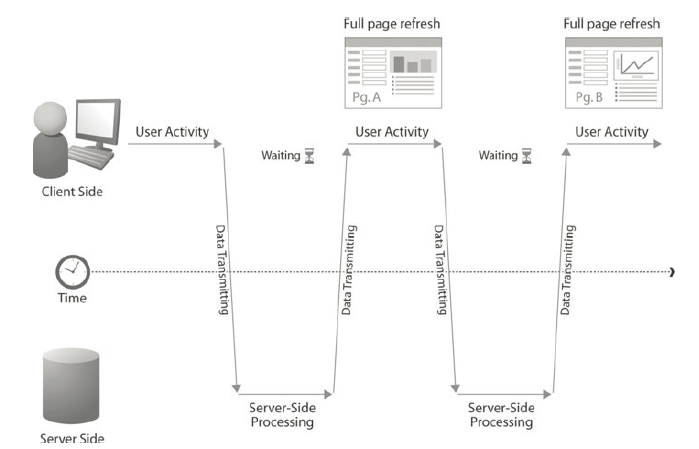 Full page refresh
Full page refresh
Pg. A
Pg. B
User Activity
User Activity
User Activity
Waiting
Waiting
Client Side
Data Transmitting
Data Transmitting
Data Transmitting
Data Transmitting
Time
Server-Side
Processing
Server-Side
Processing
Server Side